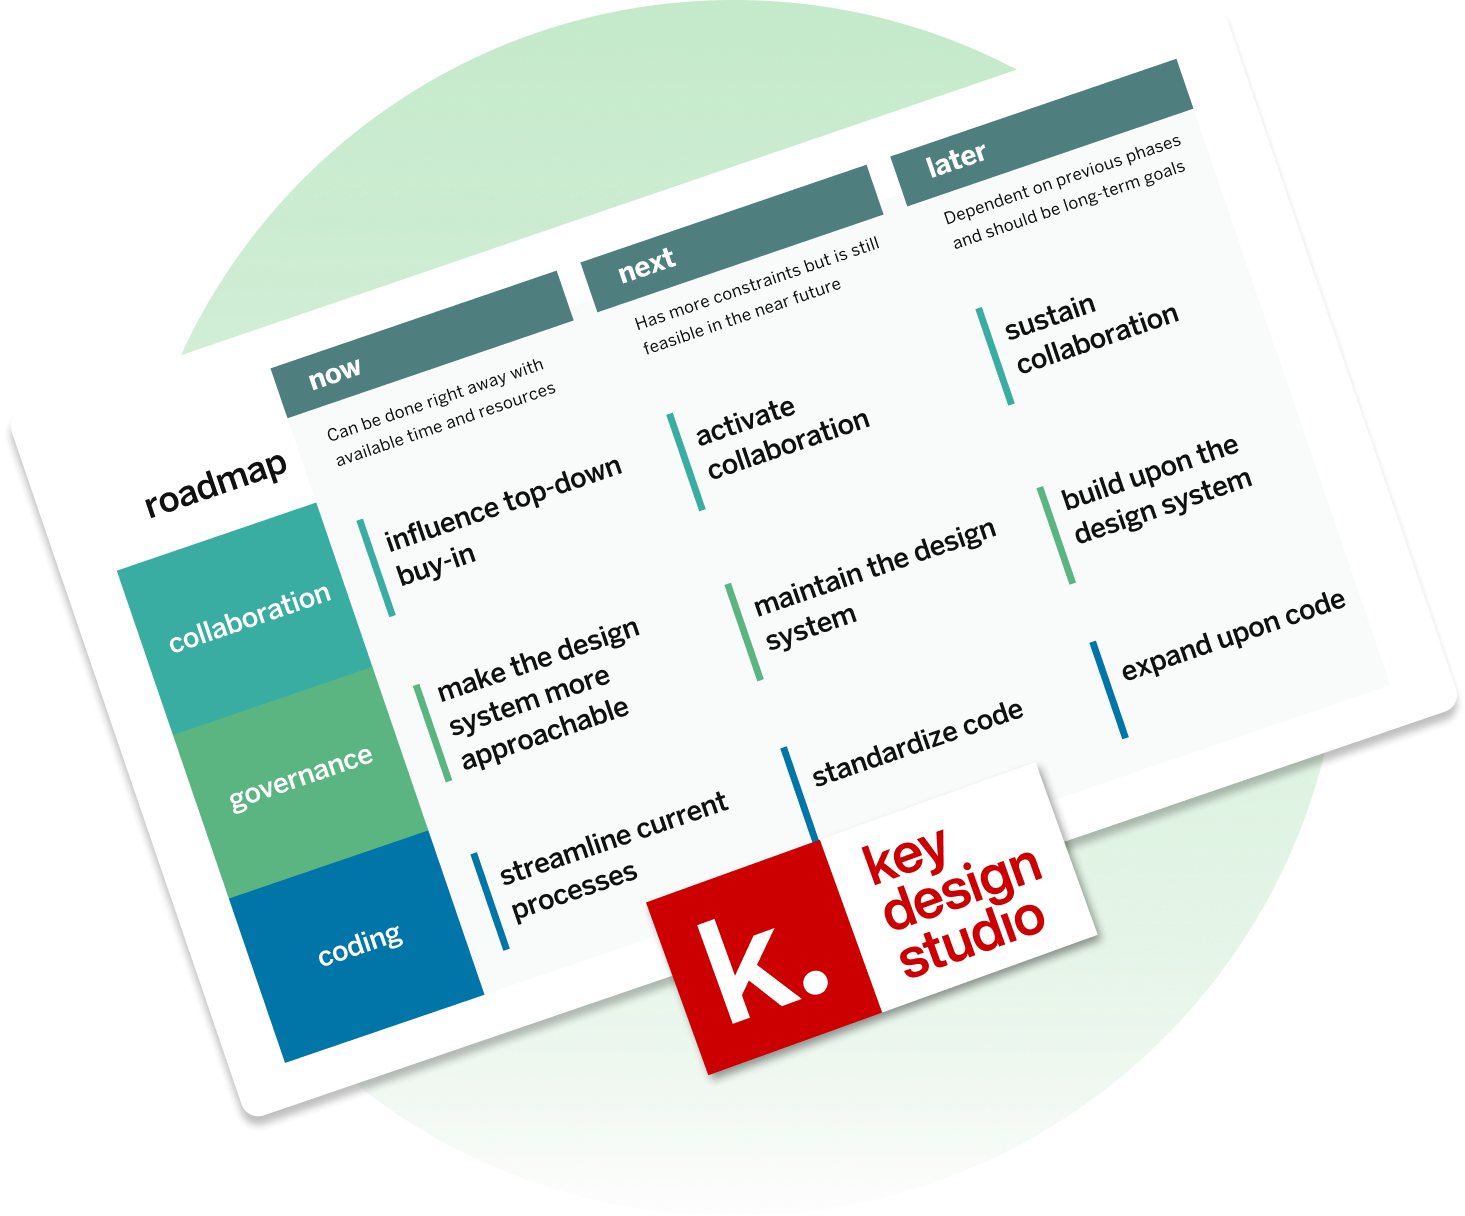 roadmap
now
Can be done right away with
available time and resources
next
Has more constraints but is still
feasible in the near future
later
Dependent on previous phases
and should be long-term goals
collaboration
influence top-down
buy-in
activate
collaboration
sustain
collaboration
governance
make the design
system more
approachable
maintain the design
system
build upon the
design system
coding
streamline current
processes
standardize code
expand upon code
k.
key
design
studio